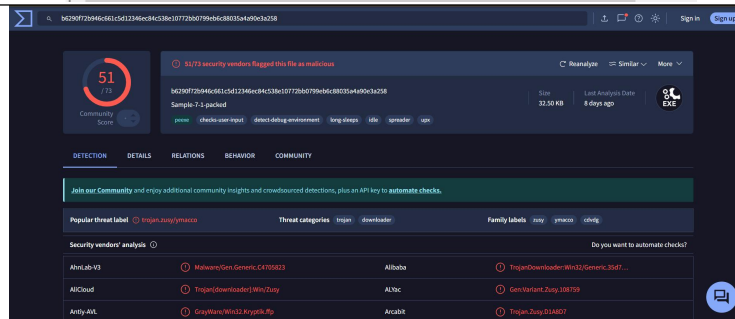 b6290f72b946c661c5d12346ec84c538e10772bb0799eb6c88035a4a90e3a258
Sign in
Sign up
51
/ 73
Community
Score
51/73 security vendors flagged this file as malicious
Reanalyze
Similar
More
b6290f72b946c661c5d12346ec84c538e10772bb0799eb6c88035a4a90e3a258
Sample-7-1-packed
Size
32.50 KB
Last Analysis Date
8 days ago
EXE
peexe checks-user-input detect-debug-environment long-sleeps idle spreader upx
DETECTION DETAILS RELATIONS BEHAVIOR COMMUNITY
Join our Community and enjoy additional community insights and crowdsourced detections, plus an API key to automate checks.
Popular threat label trojan.zusy/ymacco
Threat categories trojan downloader
Family labels zusy ymacco cdvdg
Security vendors' analysis
Do you want to automate checks?
AhnLab-V3 Malware/Gen.Generic.C4705823
Alibaba TrojanDownloader:Win32/Generic.35d7...
AliCloud Trojan[downloader]:Win/Zusy
ALYac Gen:Variant.Zusy.108759
Antiy-AVL GrayWare/Win32.Kryptik.ffp
Arcabit Trojan.Zusy.D1A8D7